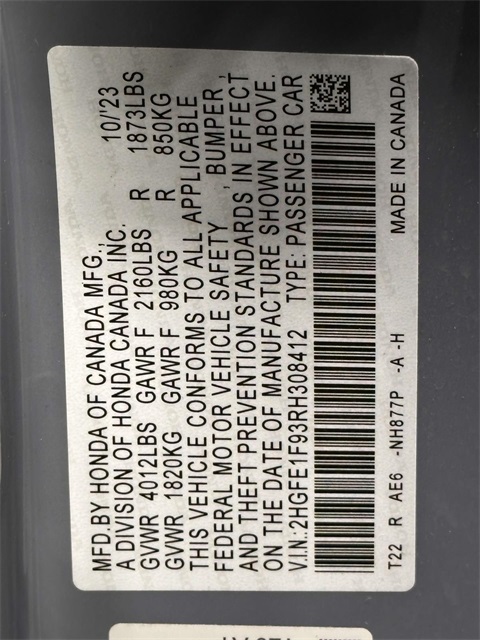 MFD.BY HONDA OF CANADA MFG.,
A DIVISION OF HONDA CANADA INC. 10/'23
GVWR 4012LBS GAWR F 2160LBS R 1873LBS
GVWR 1820KG GAWR F 980KG R 850KG
THIS VEHICLE CONFORMS TO ALL APPLICABLE
FEDERAL MOTOR VEHICLE SAFETY , BUMPER ,
AND THEFT PREVENTION STANDARDS, IN EFFECT
ON THE DATE OF MANUFACTURE SHOWN ABOVE.
V.I.N.:2HGFE1F93RH308412 TYPE: PASSENGER CAR
T22 R AE6 -NH877P -A -H MADE IN CANADA